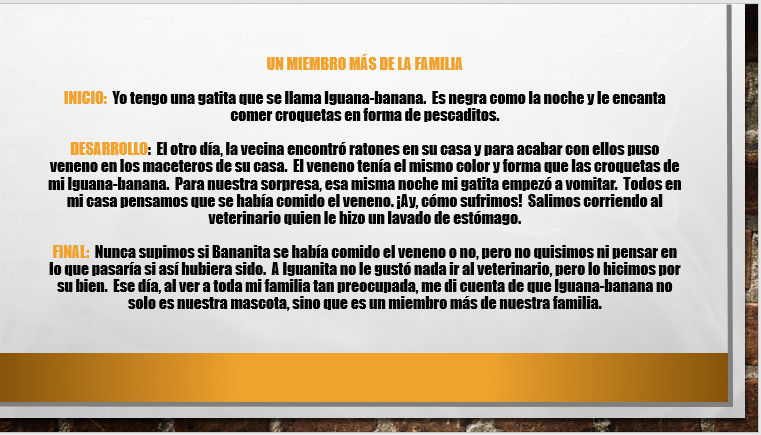 UN MIEMBRO MÁS DE LA FAMILIA
INICIO: Yo tengo una gatita que se llama Iguana-banana. Es negra como la noche y le encanta
comer croquetas en forma de pescaditos.
DESARROLLO: El otro día, la vecina encontró ratones en su casa y para acabar con ellos puso
veneno en los maceteros de su casa. El veneno tenía el mismo color y forma que las croquetas de
mi Iguana-banana. Para nuestra sorpresa, esa misma noche mi gatita empezó a vomitar. Todos en
mi casa pensamos que se había comido el veneno. ¡Ay, cómo sufrimos! Salimos corriendo al
veterinario quien le hizo un lavado de estómago.
FINAL: Nunca supimos si Bananita se había comido el veneno o no, pero no quisimos ni pensar en
lo que pasaría si así hubiera sido. A Iguanita no le gustó nada ir al veterinario, pero lo hicimos por
su bien. Ese día, al ver a toda mi familia tan preocupada, me di cuenta de que Iguana-banana no
solo es nuestra mascota, sino que es un miembro más de nuestra familia.